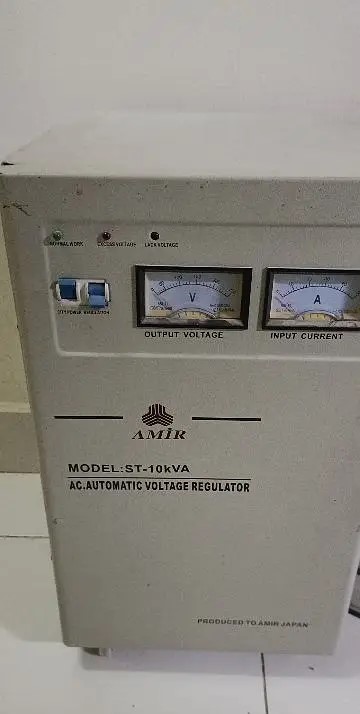 NORMAL WORK
EXCESS VOLTAGE
LACK VOLTAGE
V
A
OUTPUT VOLTAGE
INPUT CURRENT
AMİR
MODEL:ST-10kVA
AC.AUTOMATIC VOLTAGE REGULATOR
PRODUCED TO AMIR JAPAN